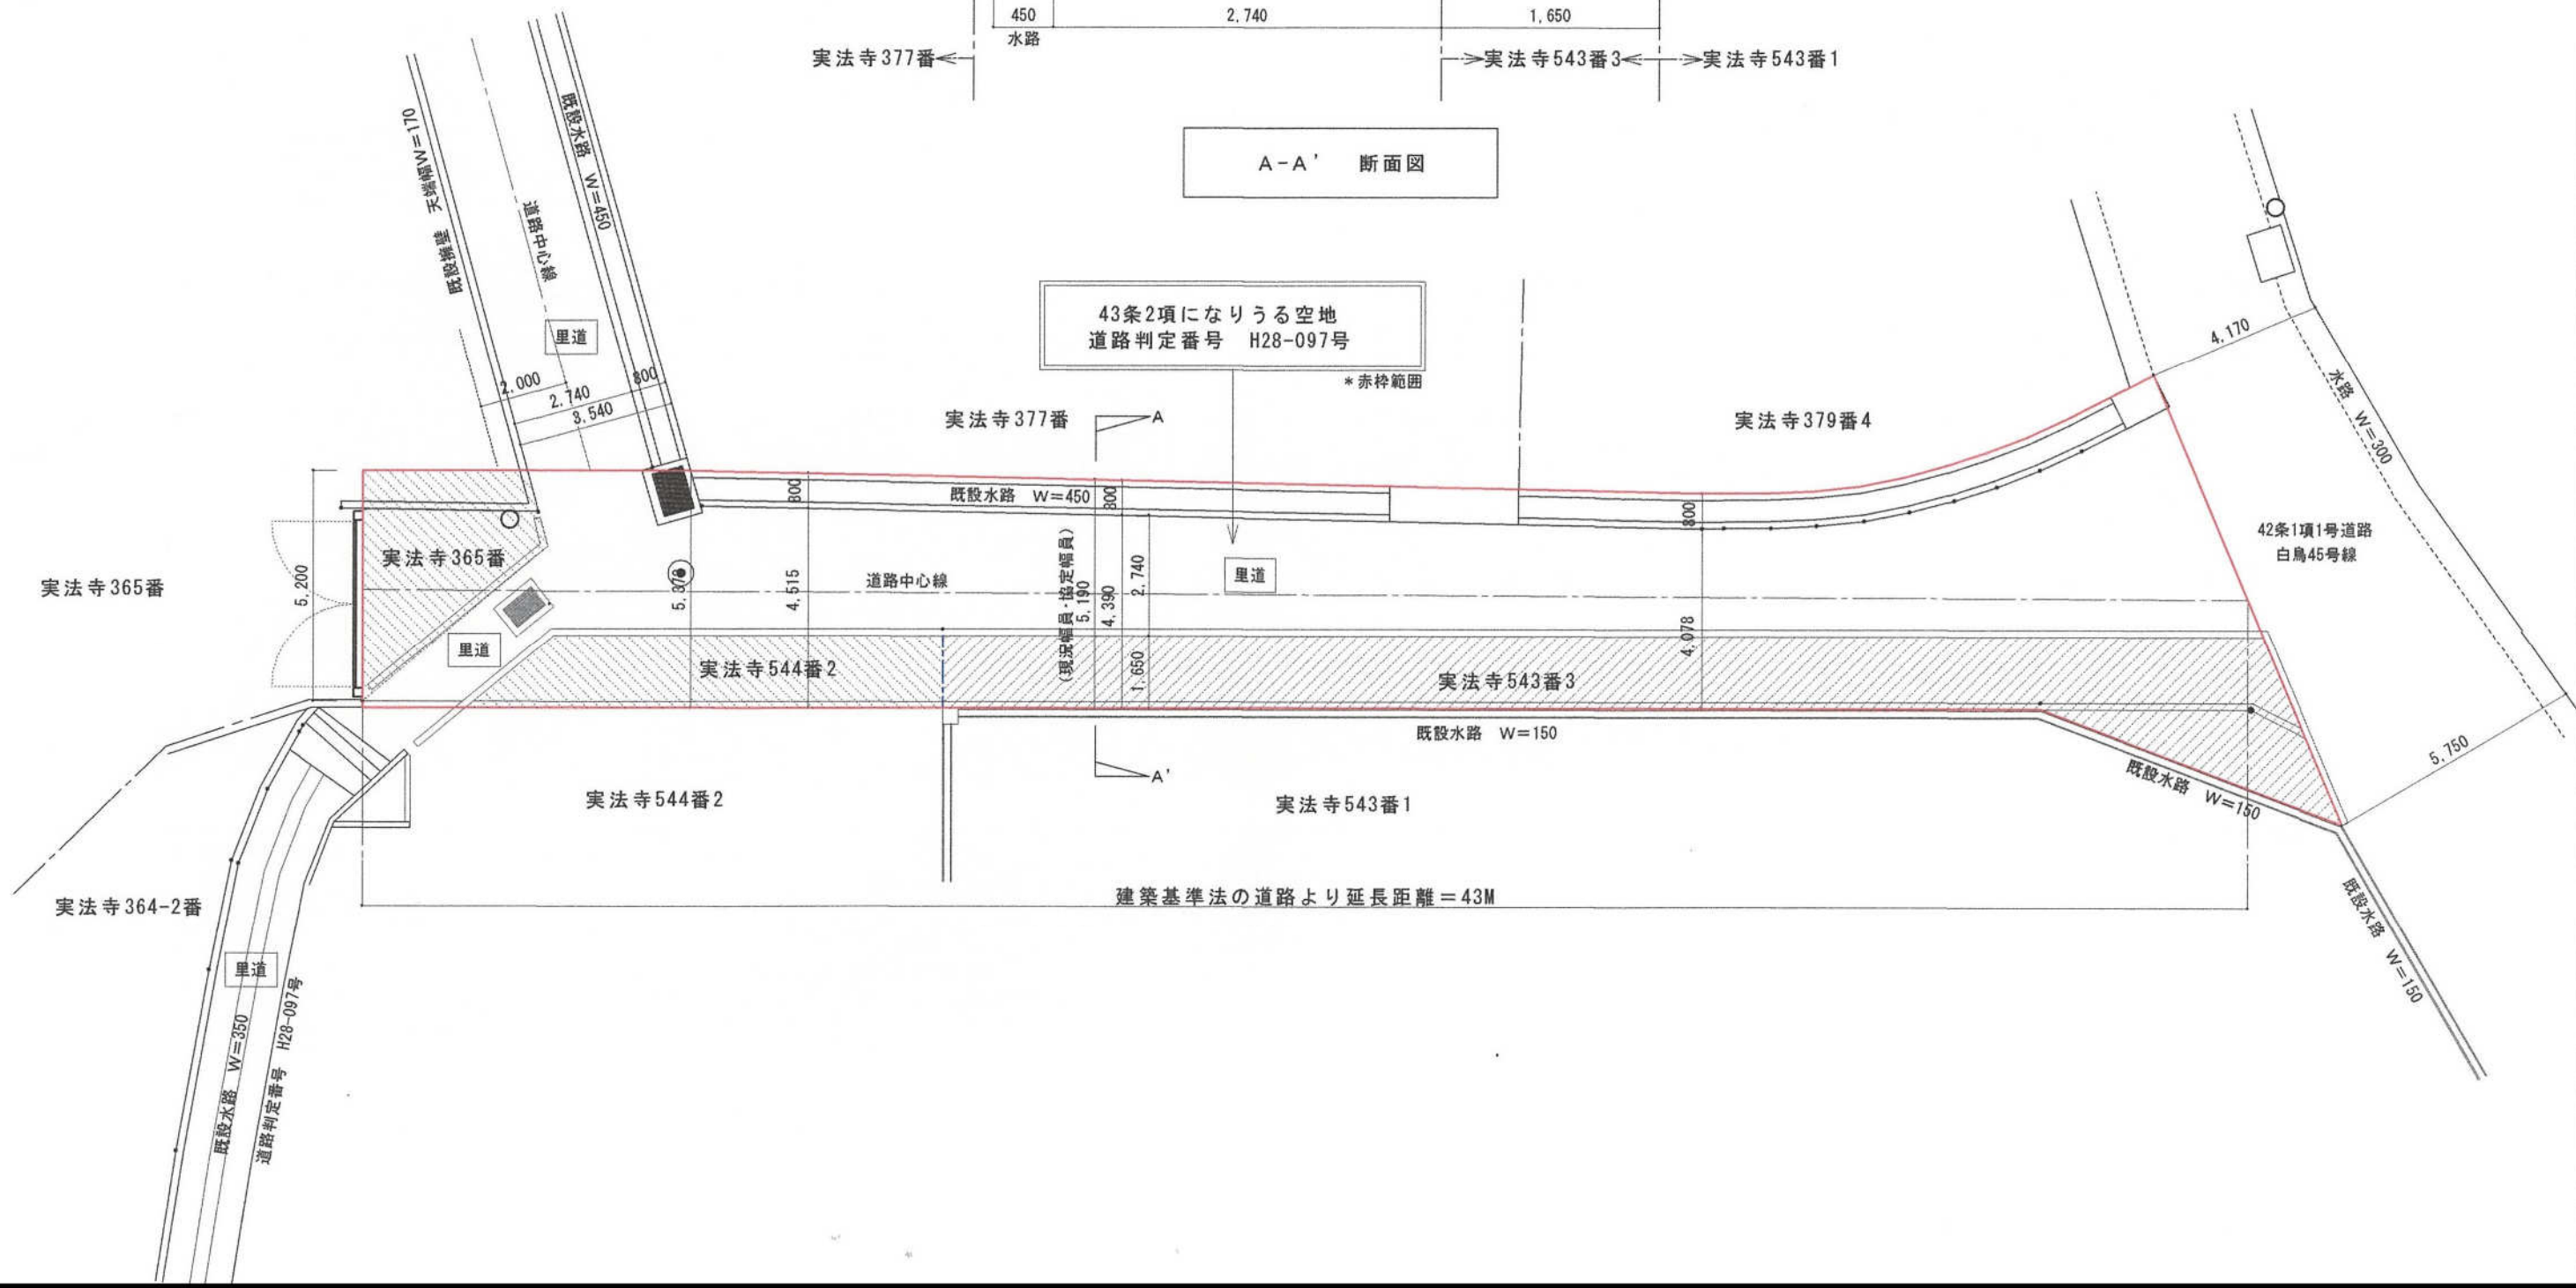 450
2,740
1,650
水路
実法寺377番
実法寺543番3
実法寺543番1
A-A' 断面図
既設擁壁 天端幅W=170
道路中心線
既設水路 W=450
里道
2.000
2.740
800
3.540
43条2項になりうる空地
道路判定番号 H28-097号
*赤枠範囲
実法寺377番
A
実法寺379番4
4,170
水路 W=300
42条1項1号道路
白鳥45号線
実法寺365番
5,200
実法寺365番
里道
既設水路 W=450
800
800
800
5,378
4,515
道路中心線
(現況幅員・協定幅員)
5,190
4,390
2,740
1,650
里道
4,078
実法寺544番2
実法寺543番3
既設水路 W=150
A'
既設水路 W=150
5,750
実法寺544番2
実法寺543番1
建築基準法の道路より延長距離=43M
実法寺364-2番
里道
既設水路 W=350
道路判定番号 H28-097号
既設水路 W=150